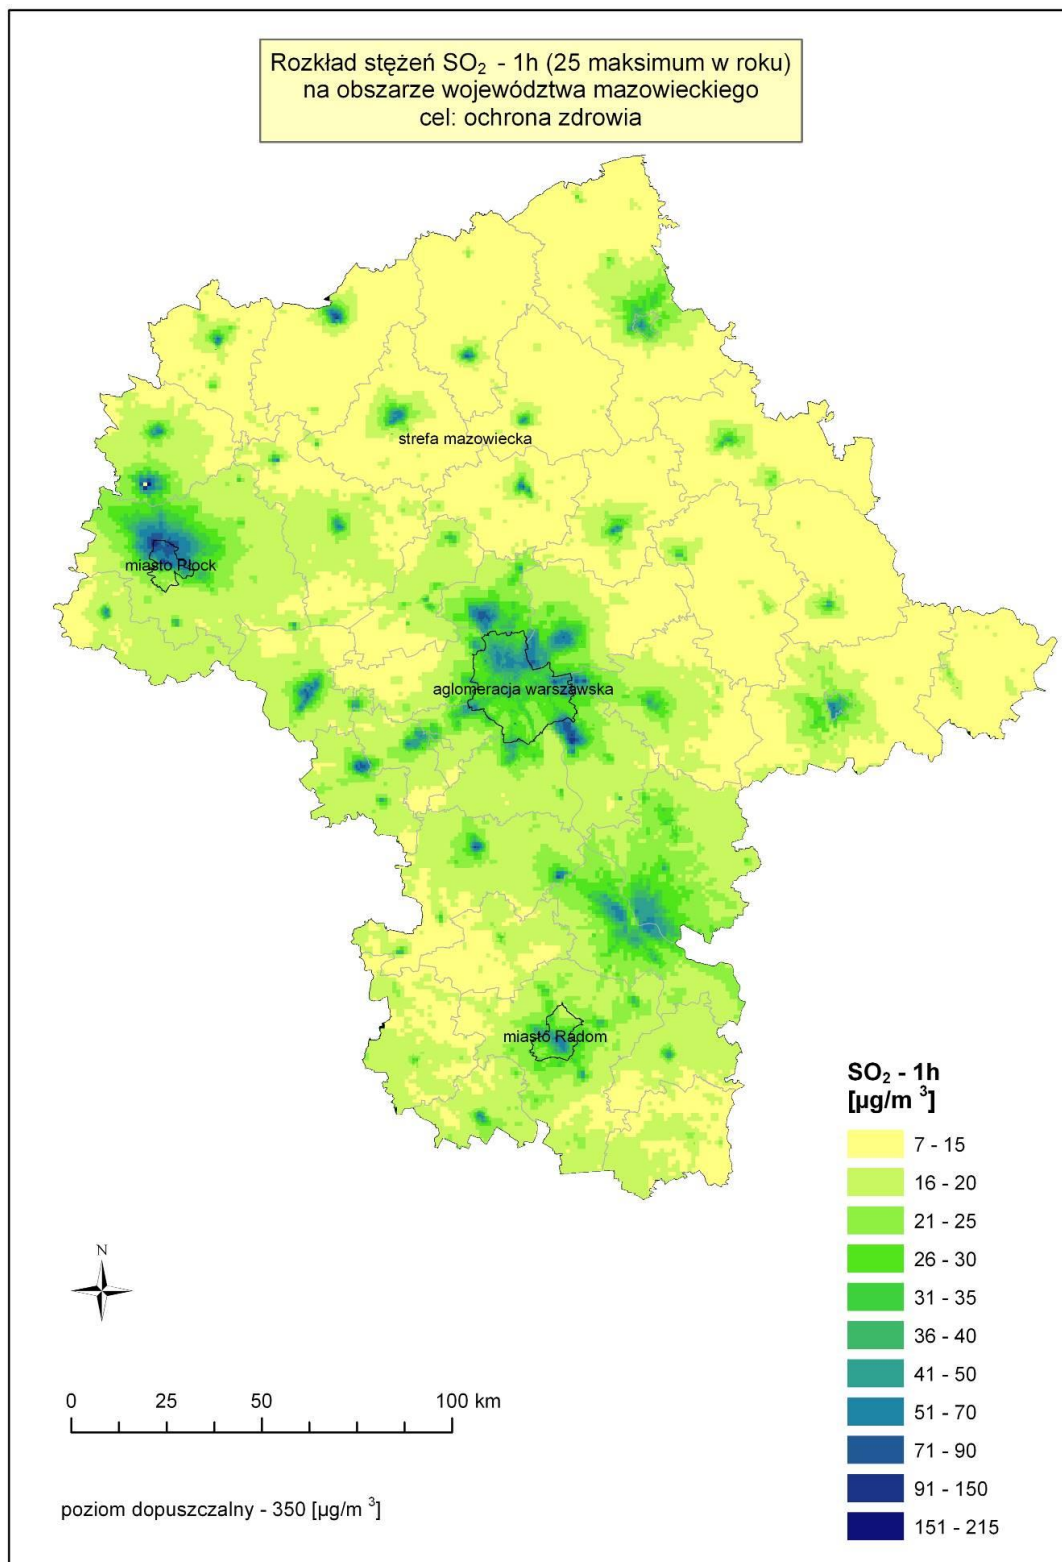 Rozkład stężeń SO₂ - 1h (25 maksimum w roku)
na obszarze województwa mazowieckiego
cel: ochrona zdrowia
strefa mazowiecka
miasto Płock
aglomeracja warszawska
miasto Radom
SO₂ - 1h
[µg/m ³]
7 - 15
16 - 20
21 - 25
26 - 30
31 - 35
36 - 40
41 - 50
51 - 70
71 - 90
91 - 150
151 - 215
N
0 25 50 100 km
poziom dopuszczalny - 350 [µg/m ³]